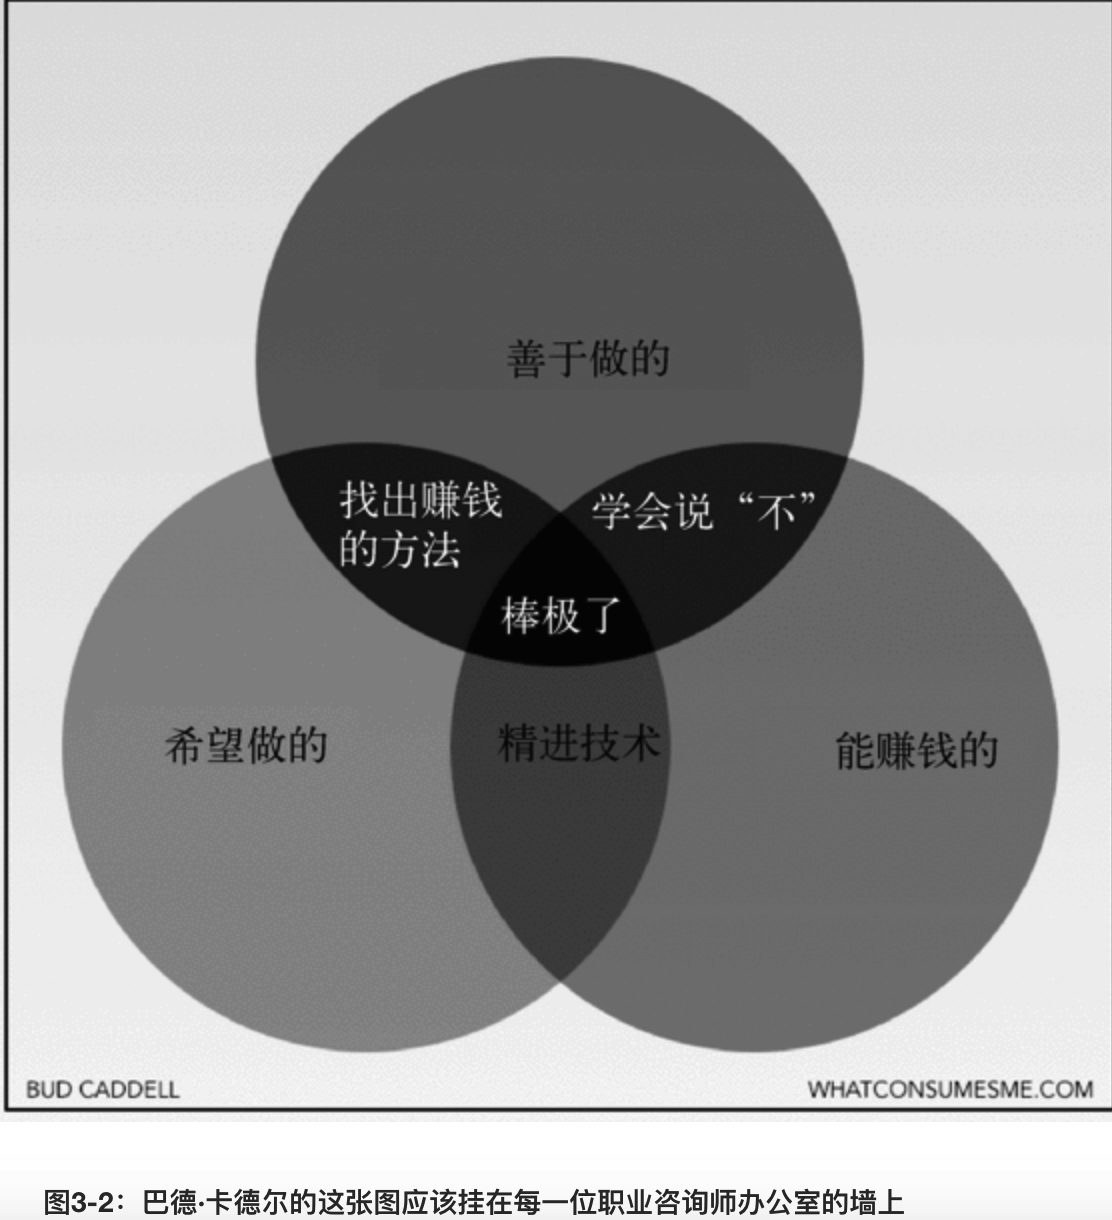 善于做的
找出赚钱
的方法
学会说“不”
棒极了
希望做的
精进技术
能赚钱的
BUD CADDELL
WHATCONSUMESME.COM
图3-2：巴德·卡德尔的这张图应该挂在每一位职业咨询师办公室的墙上